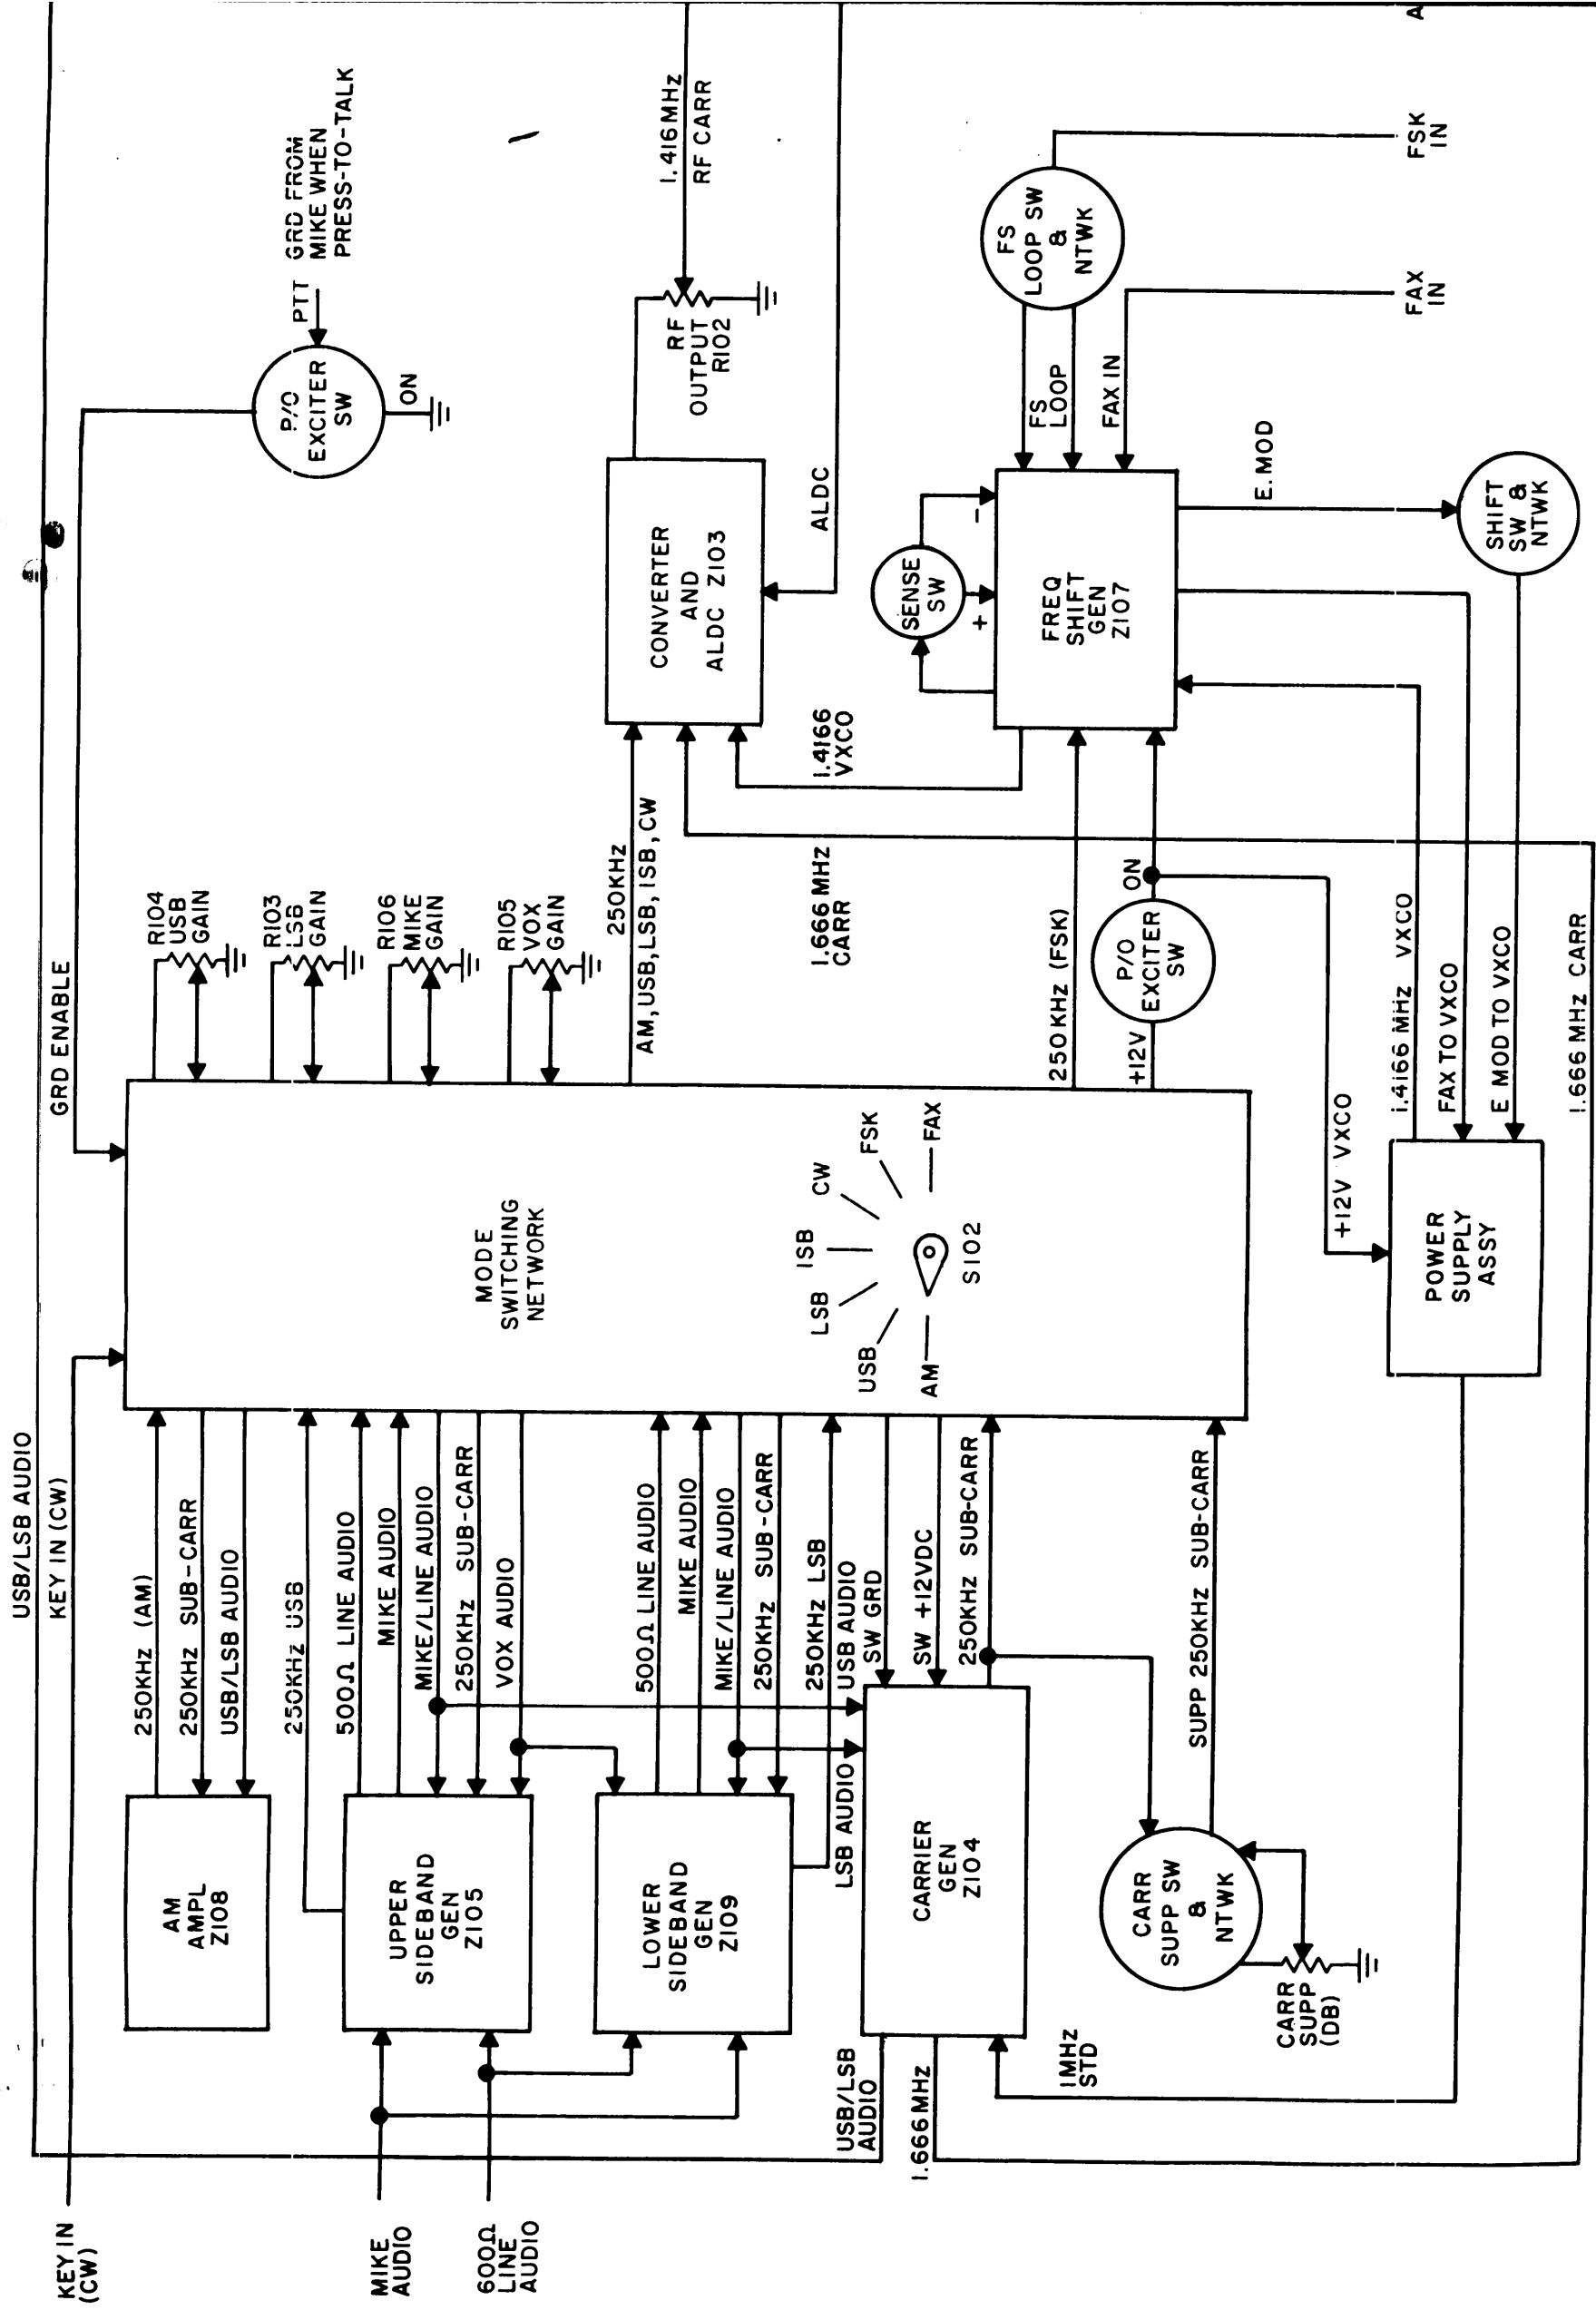 USB/LSB AUDIO
KEY IN (CW)
KEY IN
(CW)
GRD ENABLE
PTT
GRD FROM
MIKE WHEN
PRESS-TO-TALK
P/O
EXCITER
SW
ON
MIKE
AUDIO
600Ω
LINE
AUDIO
AM
AMPL
Z108
250KHz (AM)
250KHz SUB-CARR
USB/LSB AUDIO
UPPER
SIDEBAND
GEN
Z105
250KHz USB
500Ω LINE AUDIO
MIKE AUDIO
MIKE/LINE AUDIO
250KHz SUB-CARR
VOX AUDIO
LOWER
SIDEBAND
GEN
Z109
500Ω LINE AUDIO
MIKE AUDIO
MIKE/LINE AUDIO
250KHz SUB-CARR
250KHz LSB
USB AUDIO
LSB AUDIO
SW GRD
SW +12VDC
250KHz SUB-CARR
CARRIER
GEN
Z104
USB/LSB
AUDIO
1.666MHz
1MHz
STD
CARR
SUPP SW
&
NTWK
CARR
SUPP
(DB)
SUPP 250KHz SUB-CARR
MODE
SWITCHING
NETWORK
AM
USB
LSB
ISB
CW
FSK
FAX
S102
R104
USB
GAIN
R103
LSB
GAIN
R106
MIKE
GAIN
R105
VOX
GAIN
250KHz
AM, USB, LSB, ISB, CW
1.666MHz
CARR
1.4166
VXCO
CONVERTER
AND
ALDC Z103
ALDC
RF
OUTPUT
R102
1.416MHz
RF CARR
250KHz (FSK)
+12V
P/O
EXCITER
SW
ON
SENSE
SW
+
-
FREQ
SHIFT
GEN
Z107
FS
LOOP
FAX IN
FS
LOOP SW
&
NTWK
FSK
IN
FAX
IN
E. MOD
SHIFT
SW &
NTWK
+12V VXCO
POWER
SUPPLY
ASSY
1.4166 MHz VXCO
FAX TO VXCO
E MOD TO VXCO
1.666MHz CARR
A